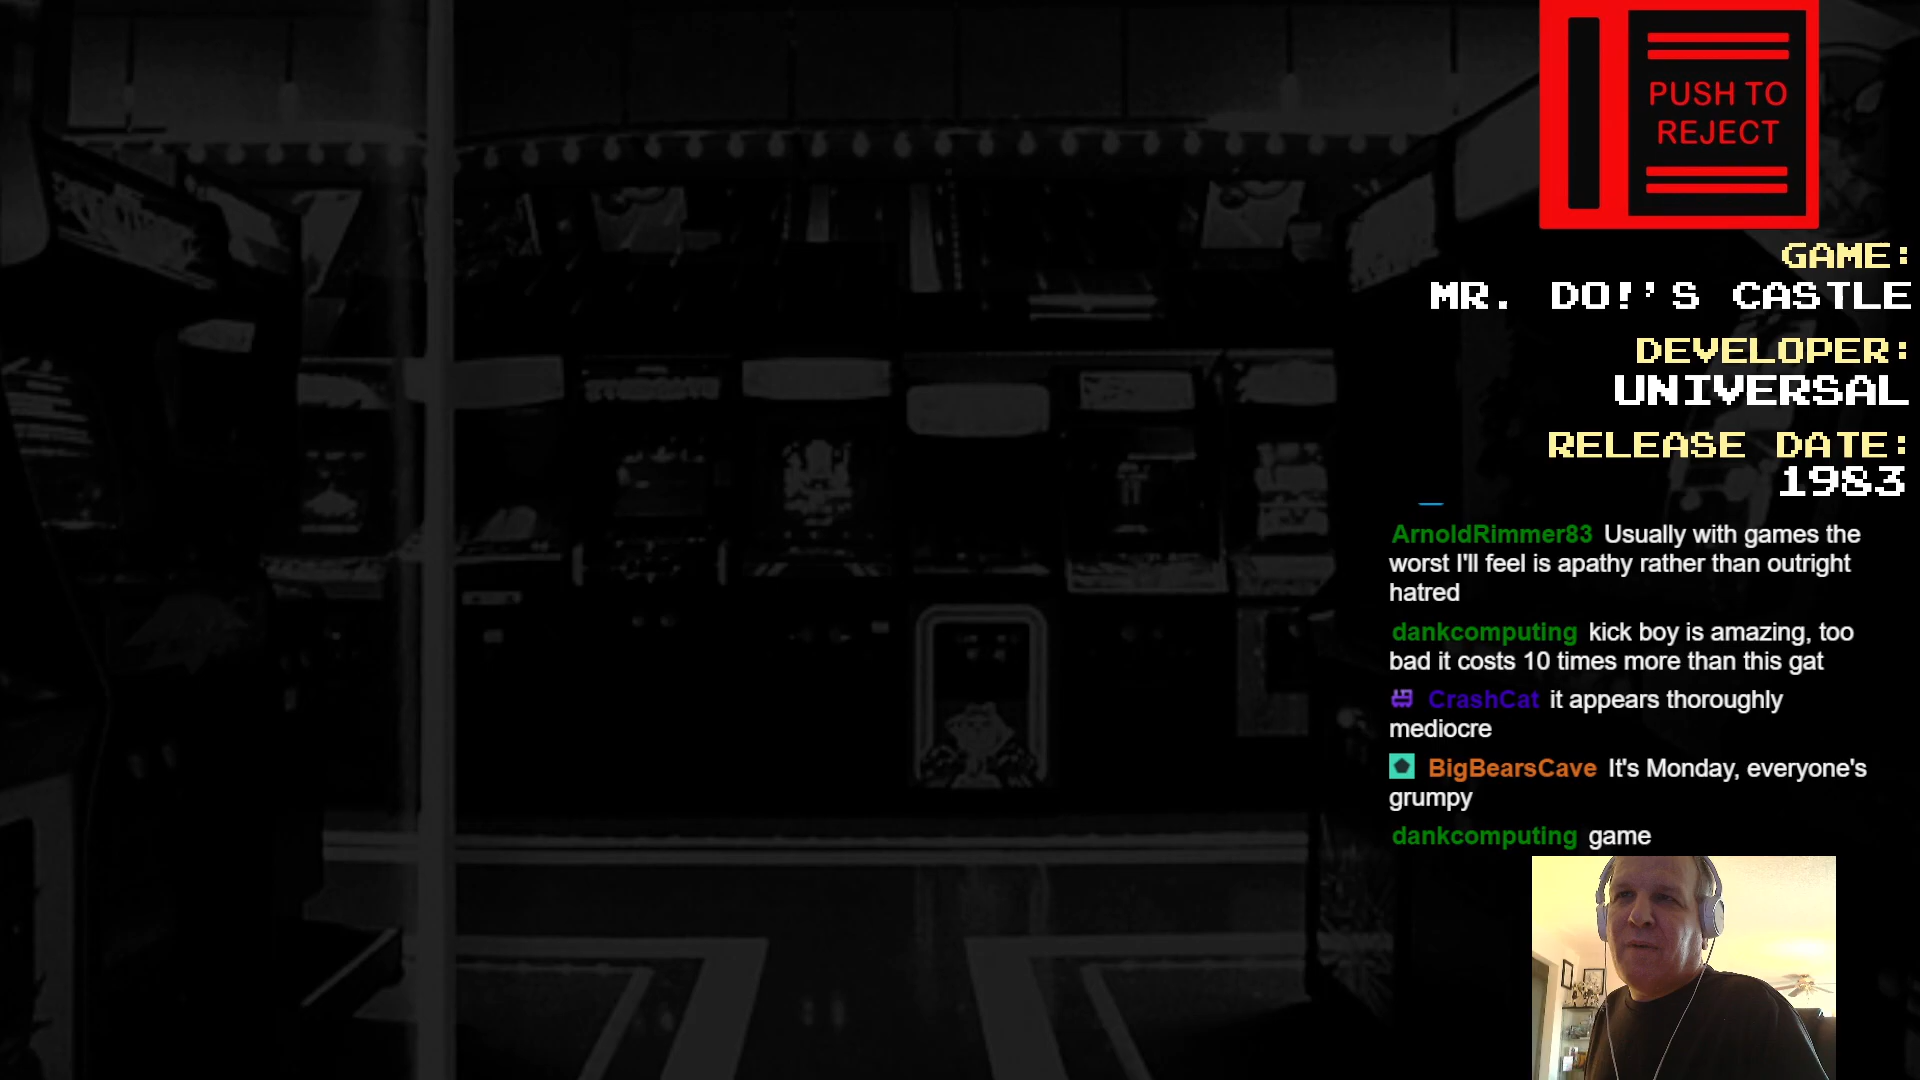 PUSH TO
REJECT
GAME:
MR. DO!'S CASTLE
DEVELOPER:
UNIVERSAL
RELEASE DATE:
1983
ArnoldRimmer83 Usually with games the
worst I'll feel is apathy rather than outright
hatred
dankcomputing kick boy is amazing, too
bad it costs 10 times more than this gat
CrashCat it appears thoroughly
mediocre
BigBearsCave It's Monday, everyone's
grumpy
dankcomputing game